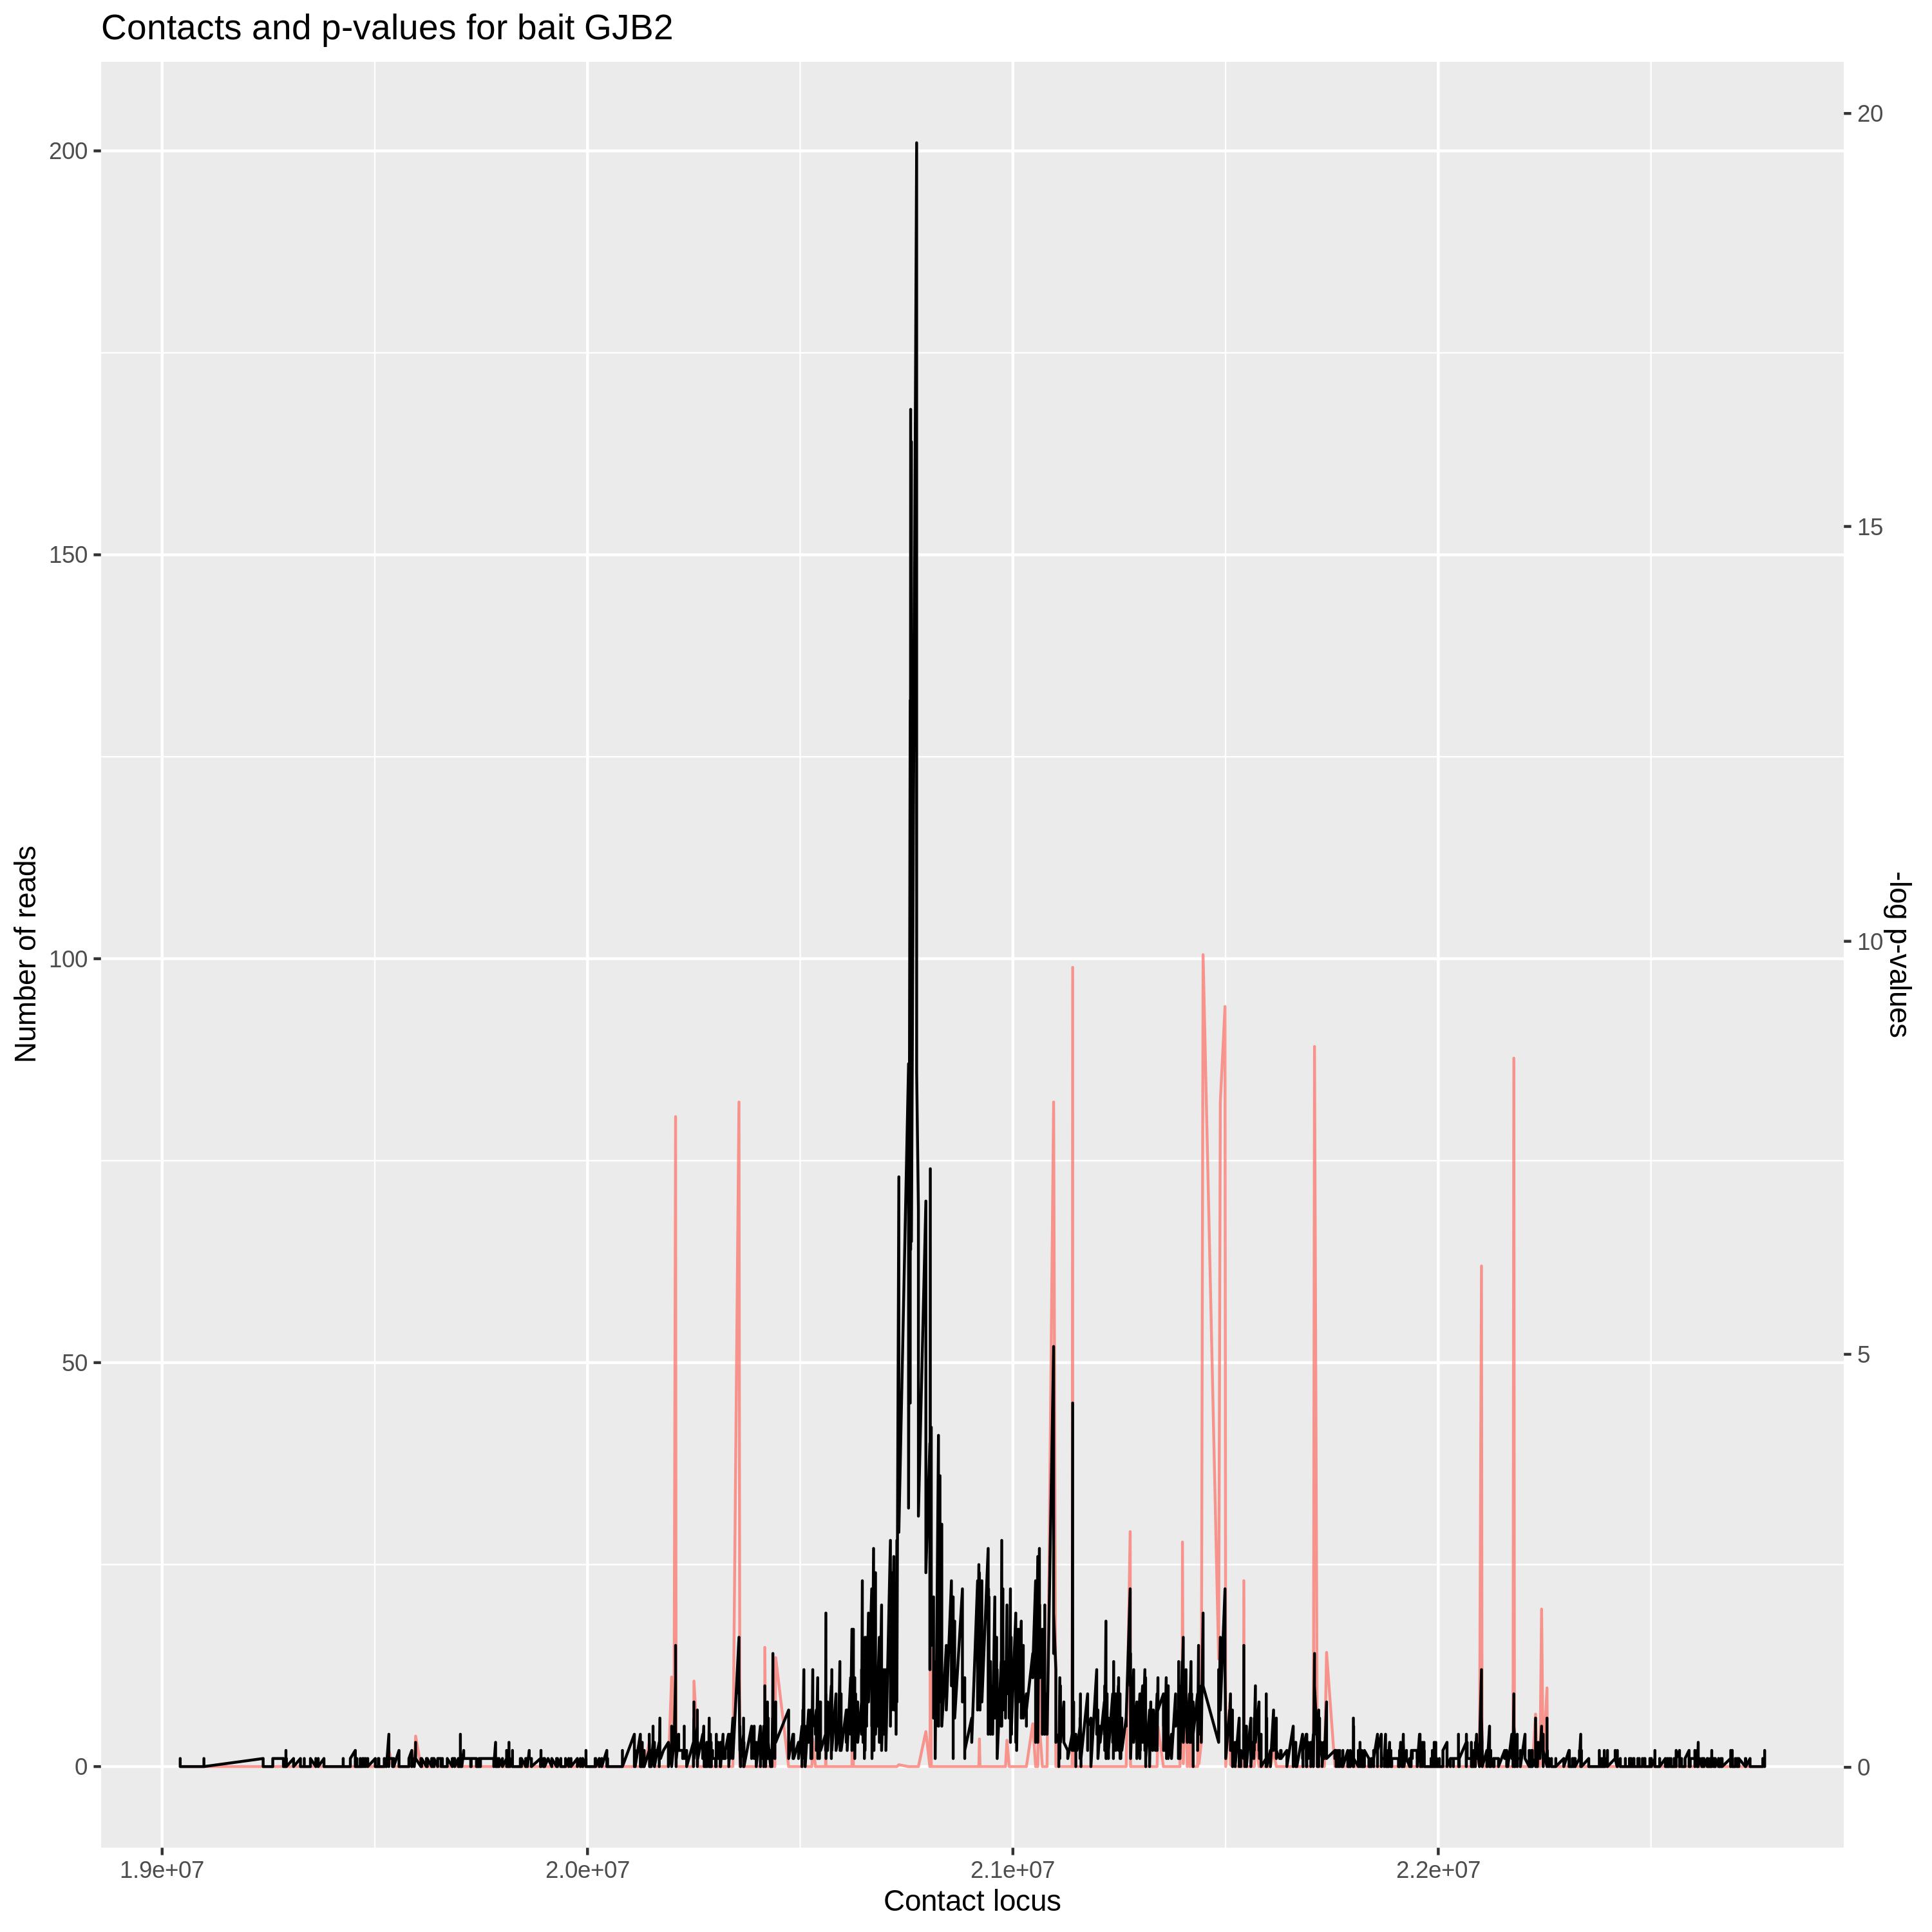 Contacts and p-values for bait GJB2
200
150
100
50
0
Number of reads
20
15
10
5
0
-log p-values
1.9e+07
2.0e+07
2.1e+07
2.2e+07
Contact locus